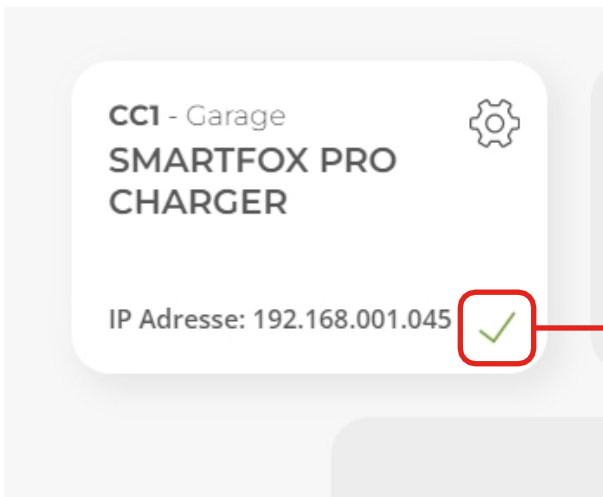 CC1 - Garage
SMARTFOX PRO
CHARGER
IP Adresse: 192.168.001.045